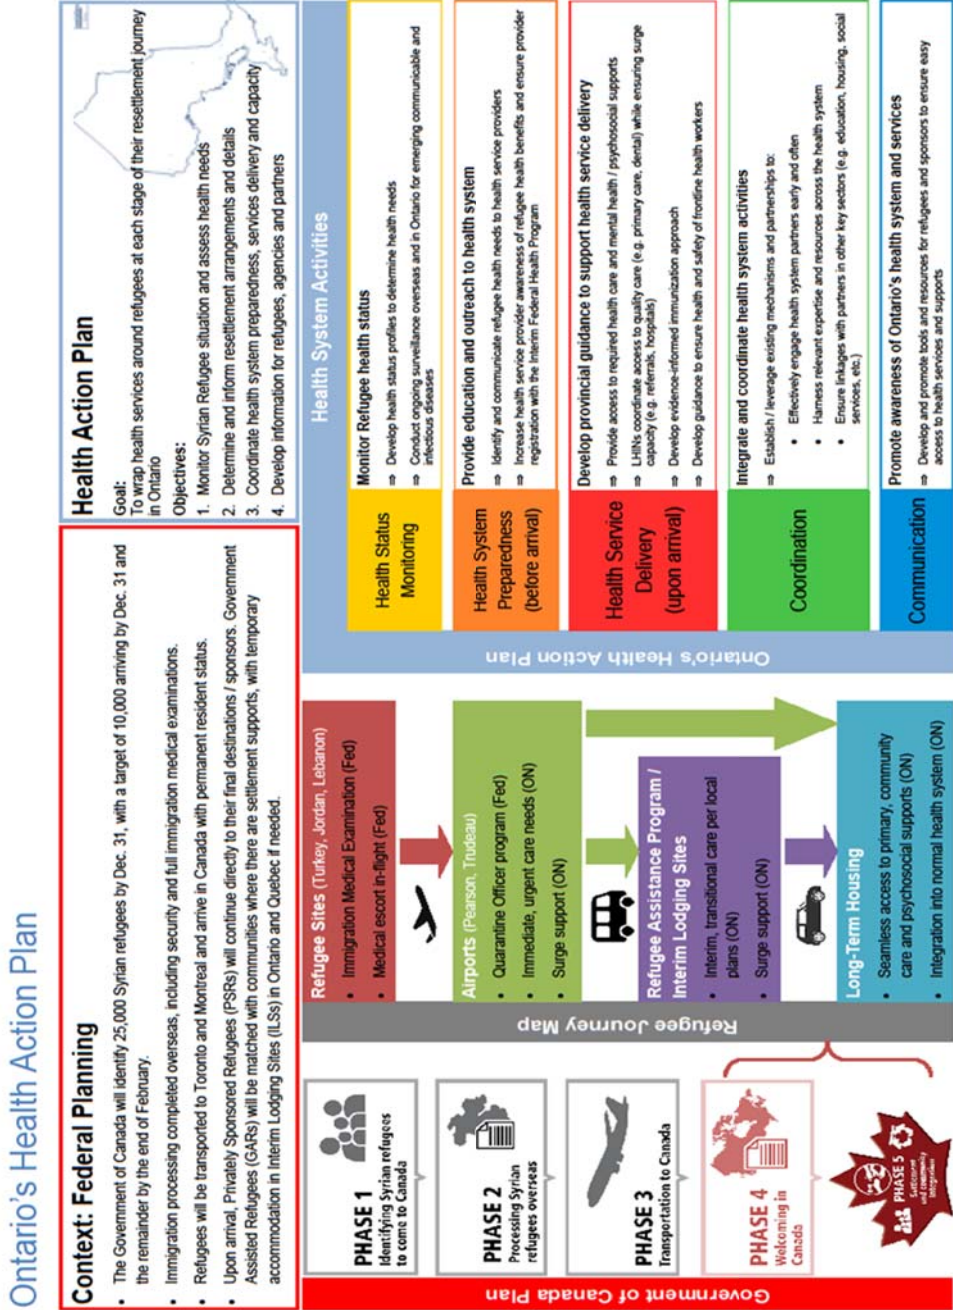 Ontario's Health Action Plan
Context: Federal Planning
• The Government of Canada will identify 25,000 Syrian refugees by Dec. 31, with a target of 10,000 arriving by Dec. 31 and
the remainder by the end of February.
• Immigration processing completed overseas, including security and full immigration medical examinations.
• Refugees will be transported to Toronto and Montreal and arrive in Canada with permanent resident status.
• Upon arrival, Privately Sponsored Refugees (PSRs) will continue directly to their final destinations / sponsors. Government
Assisted Refugees (GARs) will be matched with communities where there are settlement supports, with temporary
accommodation in Interim Lodging Sites (ILSs) in Ontario and Quebec if needed.
Health Action Plan
Goal:
To wrap health services around refugees at each stage of their resettlement journey
in Ontario
Objectives:
1. Monitor Syrian Refugee situation and assess health needs
2. Determine and inform resettlement arrangements and details
3. Coordinate health system preparedness, services delivery and capacity
4. Develop information for refugees, agencies and partners
Government of Canada Plan
PHASE 1
Identifying Syrian refugees
to come to Canada
PHASE 2
Processing Syrian
refugees overseas
PHASE 3
Transportation to Canada
PHASE 4
Welcoming in
Canada
PHASE 5
Settlement
and community
integration
Refugee Journey Map
Refugee Sites (Turkey, Jordan, Lebanon)
• Immigration Medical Examination (Fed)
• Medical escort in-flight (Fed)
Airports (Pearson, Trudeau)
• Quarantine Officer program (Fed)
• Immediate, urgent care needs (ON)
• Surge support (ON)
Refugee Assistance Program /
Interim Lodging Sites
• Interim, transitional care per local
plans (ON)
• Surge support (ON)
Long-Term Housing
• Seamless access to primary, community
care and psychosocial supports (ON)
• Integration into normal health system (ON)
Ontario's Health Action Plan
Health System Activities
Health Status
Monitoring
Monitor Refugee health status
⇒ Develop health status profiles to determine health needs
⇒ Conduct ongoing surveillance overseas and in Ontario for emerging communicable and
infectious diseases
Health System
Preparedness
(before arrival)
Provide education and outreach to health system
⇒ Identify and communicate refugee health needs to health service providers
⇒ Increase health service provider awareness of refugee health benefits and ensure provider
registration with the Interim Federal Health Program
Health Service
Delivery
(upon arrival)
Develop provincial guidance to support health service delivery
⇒ Provide access to required health care and mental health / psychosocial supports
⇒ LHINs coordinate access to quality care (e.g. primary care, dental) while ensuring surge
capacity (e.g. referrals, hospitals)
⇒ Develop evidence-informed immunization approach
⇒ Develop guidance to ensure health and safety of frontline health workers
Coordination
Integrate and coordinate health system activities
⇒ Establish / leverage existing mechanisms and partnerships to:
• Effectively engage health system partners early and often
• Harness relevant expertise and resources across the health system
• Ensure linkages with partners in other key sectors (e.g. education, housing, social
services, etc.)
Communication
Promote awareness of Ontario's health system and services
⇒ Develop and promote tools and resources for refugees and sponsors to ensure easy
access to health services and supports